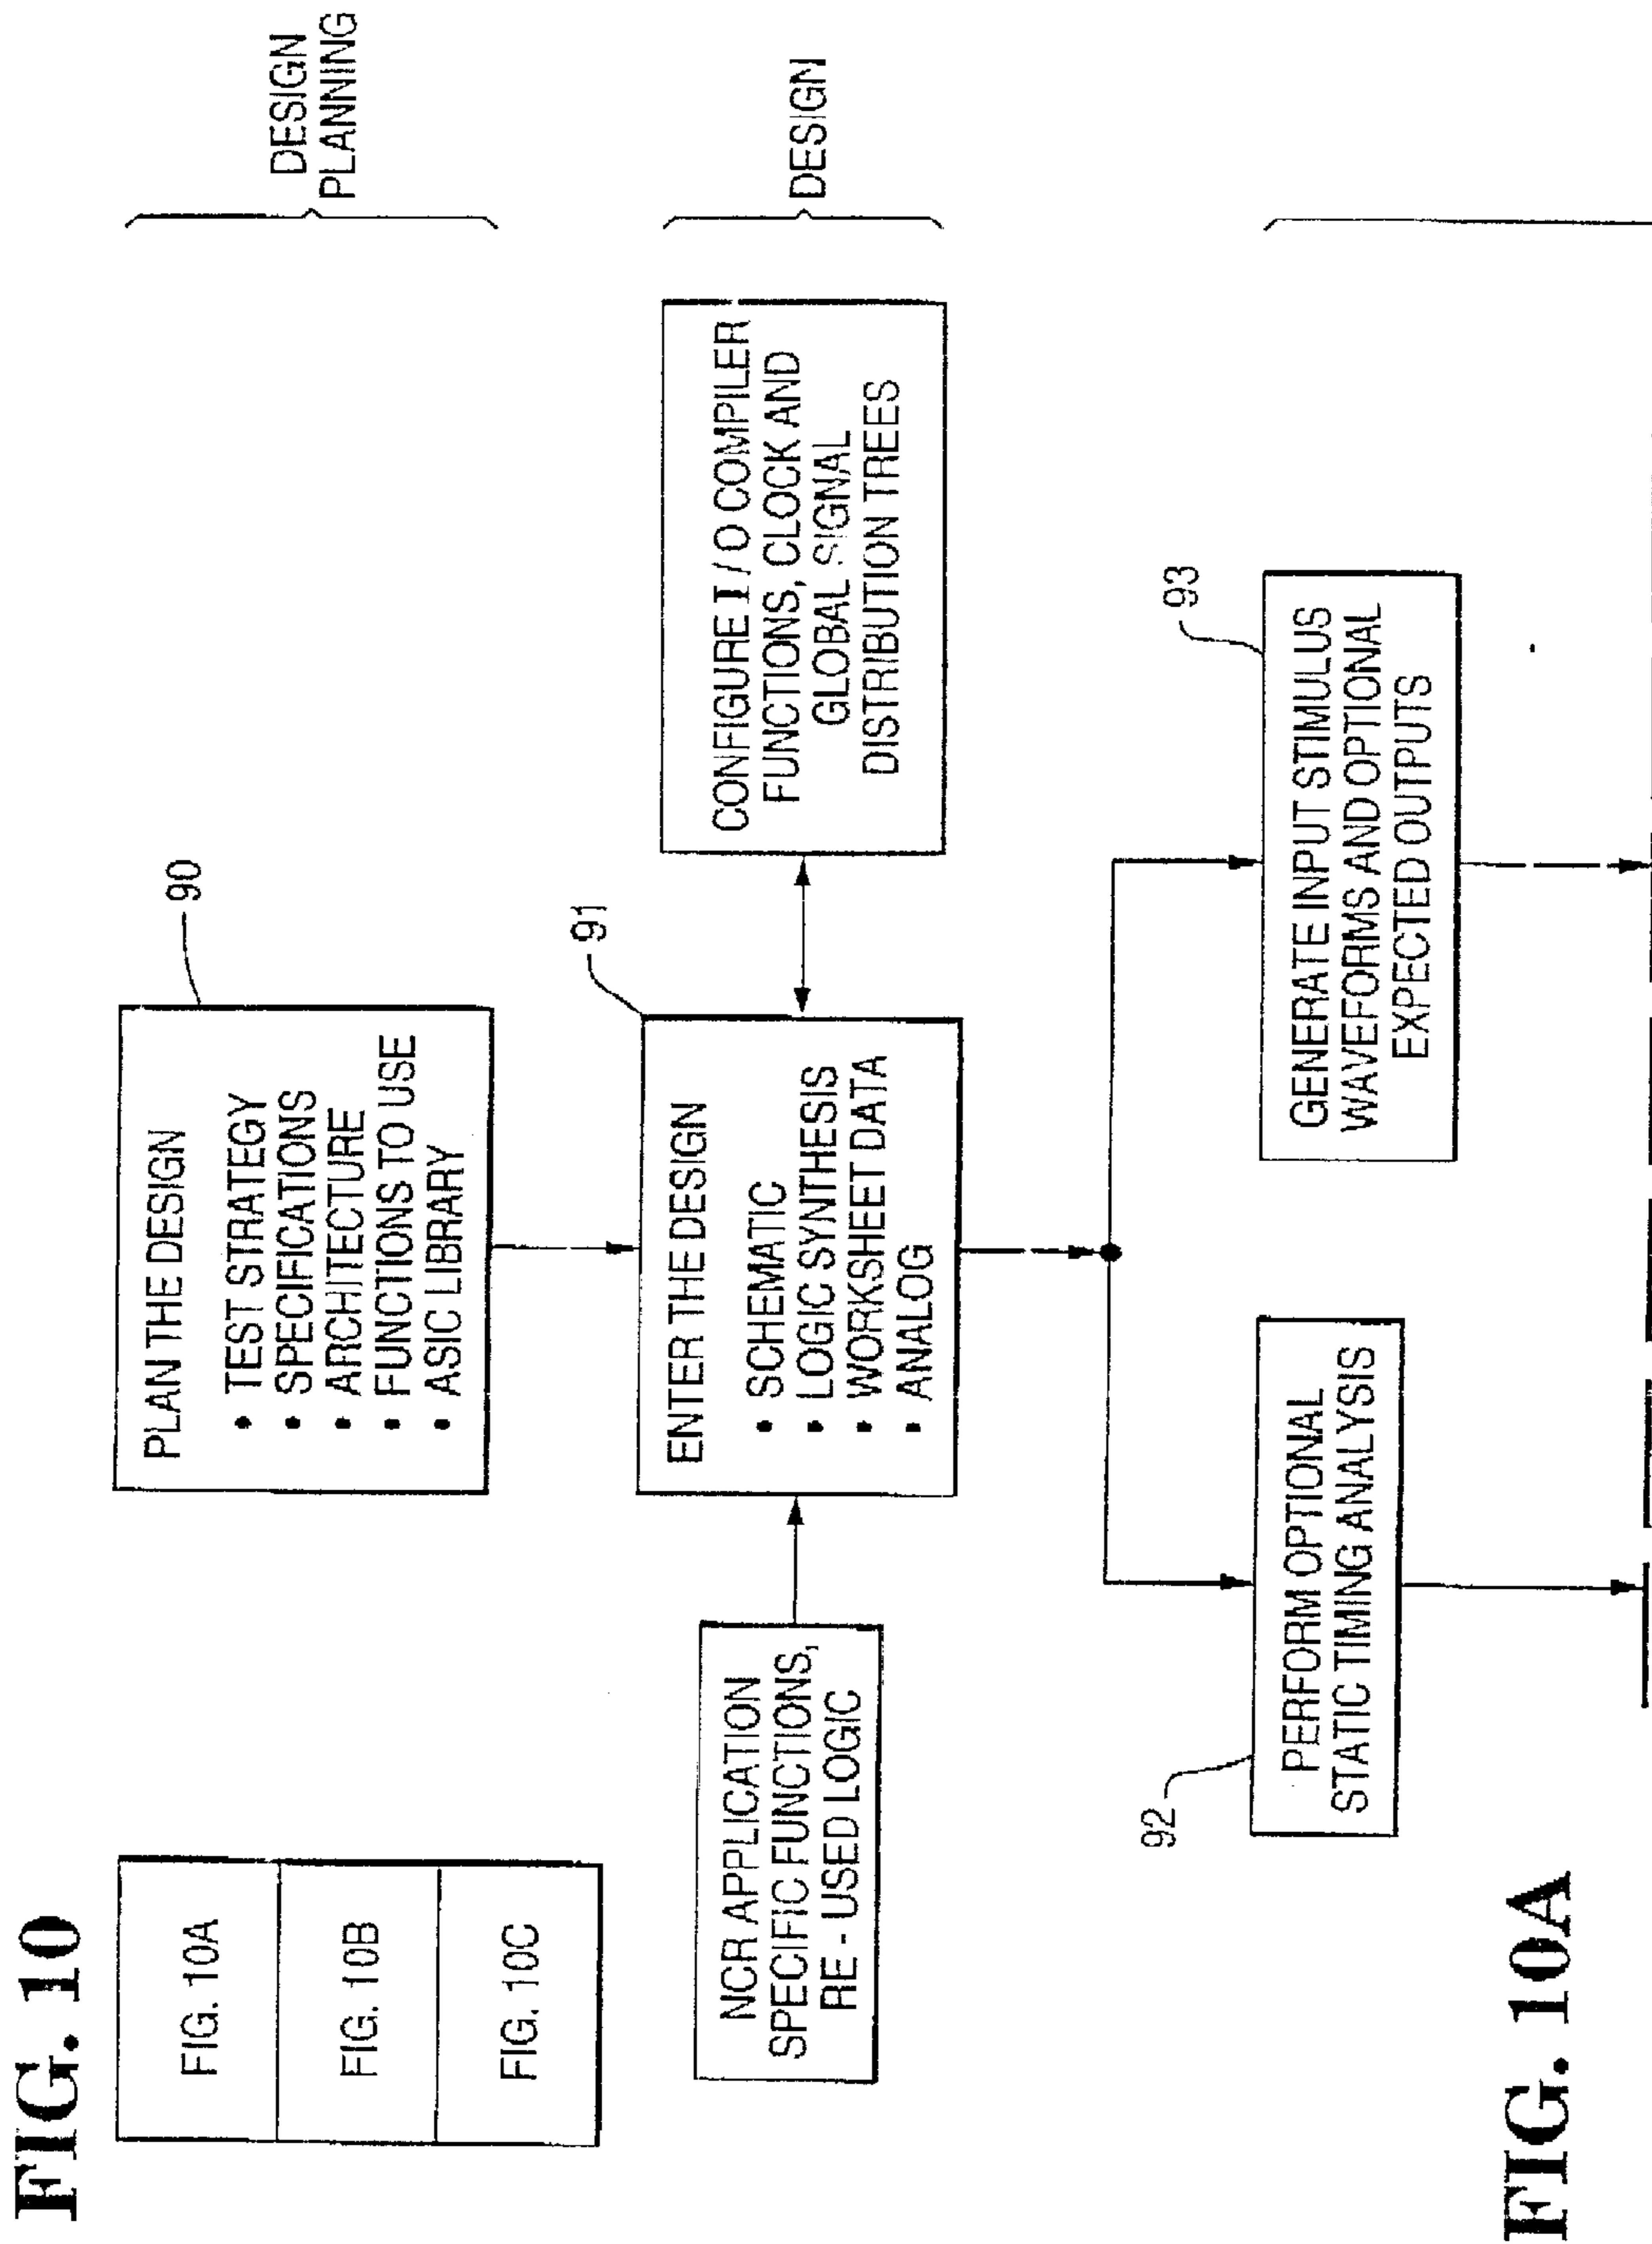 FIG. 10
FIG. 10A
FIG. 10B
FIG. 10C
PLAN THE DESIGN
• TEST STRATEGY
• SPECIFICATIONS
• ARCHITECTURE
• FUNCTIONS TO USE
• ASIC LIBRARY
90
DESIGN
PLANNING
NCR APPLICATION
SPECIFIC FUNCTIONS,
RE - USED LOGIC
ENTER THE DESIGN
• SCHEMATIC
• LOGIC SYNTHESIS
• WORKSHEET DATA
• ANALOG
91
CONFIGURE I / O COMPILER
FUNCTIONS, CLOCK AND
GLOBAL SIGNAL
DISTRIBUTION TREES
DESIGN
92
PERFORM OPTIONAL
STATIC TIMING ANALYSIS
GENERATE INPUT STIMULUS
WAVEFORMS AND OPTIONAL
EXPECTED OUTPUTS
93
FIG. 10A